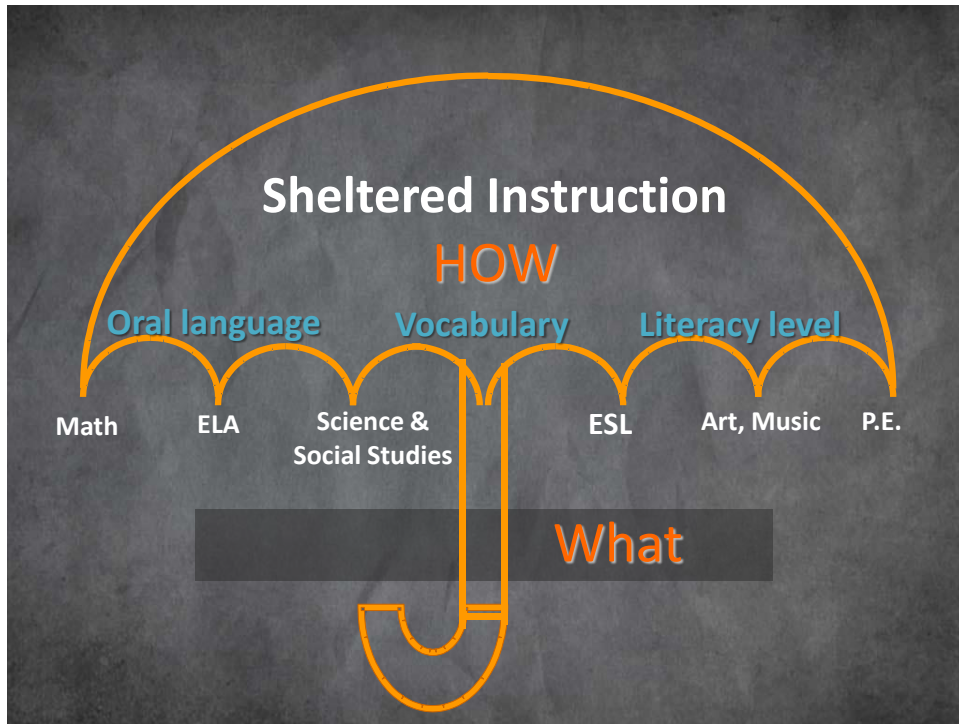 Sheltered Instruction
HOW
Oral language Vocabulary Literacy level
Math ELA Science & ESL Art, Music P.E.
Social Studies
What